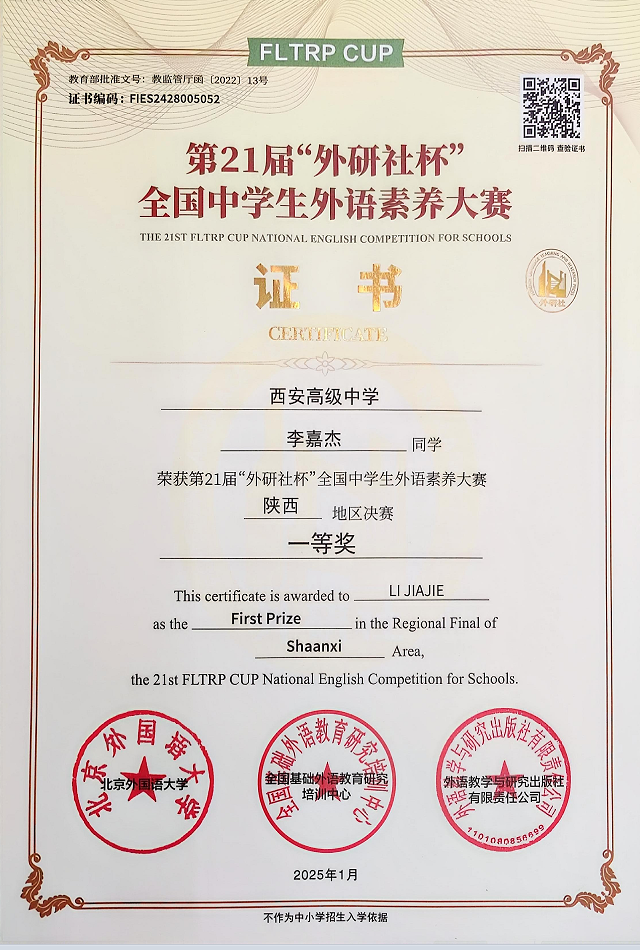 FLTRP CUP
教育部批准文号：教监管厅函〔2022〕13号
证书编码：FIES2428005052
扫描二维码 查验证书
第21届“外研社杯”
全国中学生外语素养大赛
THE 21ST FLTRP CUP NATIONAL ENGLISH COMPETITION FOR SCHOOLS
证 书
CERTIFICATE
外研社
西安高级中学
李嘉杰 同学
荣获第21届“外研社杯”全国中学生外语素养大赛
陕西 地区决赛
一等奖
This certificate is awarded to LI JIAJIE
as the First Prize in the Regional Final of
Shaanxi Area,
the 21st FLTRP CUP National English Competition for Schools.
北京外国语大学
北京外国语大学
全国基础外语教育研究培训中心
全国基础外语教育研究
培训中心
外语教学与研究出版社有限责任公司
外语教学与研究出版社
有限责任公司
1101080856699
2025年1月
不作为中小学招生入学依据